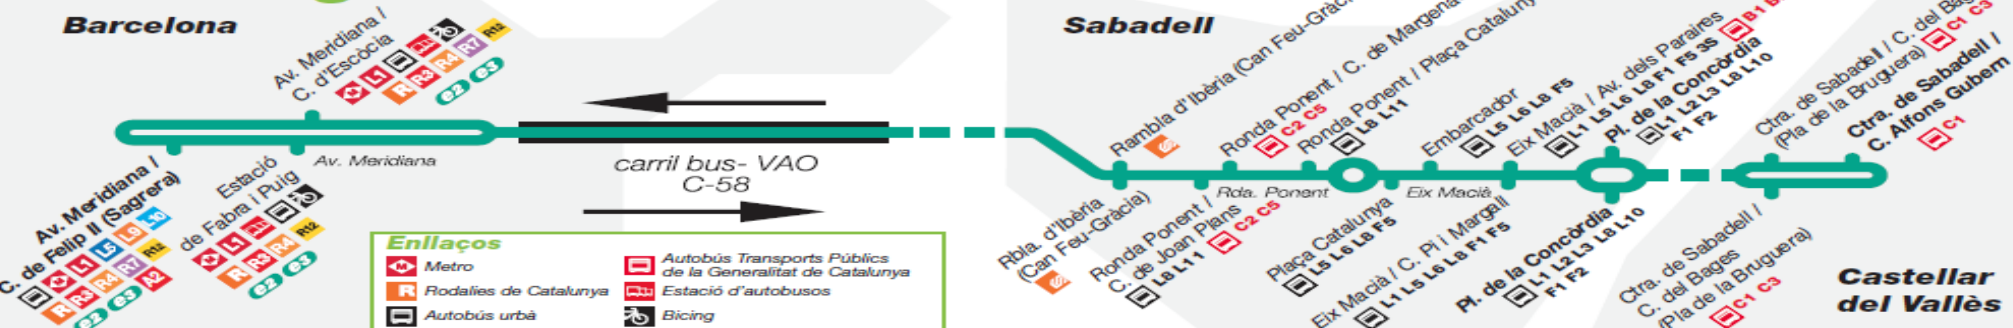 Barcelona
Av. Meridiana /
C. d'Escòcia
L1
R R3 R4 R7 R12
e2 e3
Av. Meridiana /
C. de Felip II (Sagrera)
L1 L5 L9 L10
R R3 R4 R7 R12
e2 e3 A2
Estació
de Fabra i Puig
L1
R R3 R4 R12
e2 e3
Av. Meridiana
carril bus- VAO
C-58
Enllaços
Metro
Rodalies de Catalunya
Autobús urbà
Autobús Transports Públics
de la Generalitat de Catalunya
Estació d'autobusos
Bicing
Sabadell
Rambla d'Ibèria (Can Feu-Gràci
Ronda Ponent / C. de Margena
C2 C5
Ronda Ponent / Plaça Cataluny
L8 L11
Embarcador
L5 L6 L8 F5
Eix Macià / Av. dels Paraires
L1 L5 L6 L8 F1 F5 3S B1
Pl. de la Concòrdia
L1 L2 L3 L8 L10
F1 F2
Ctra. de Sabadell / C. del Bages
(Pla de la Bruguera) C1 C3
Ctra. de Sabadell /
C. Alfons Gubern
C1
Rda. Ponent
Eix Macià
Rbla. d'Ibèria
(Can Feu-Gràcia)
Ronda Ponent /
C. de Joan Plans
L8 L11 C2 C5
Plaça Catalunya
L5 L6 L8 F5
Eix Macià / C. Pi i Margall
L1 L5 L6 L8 F1 F5
Pl. de la Concòrdia
L1 L2 L3 L8 L10
F1 F2
Ctra. de Sabadell /
C. del Bages
(Pla de la Bruguera)
C1 C3
Castellar
del Vallès